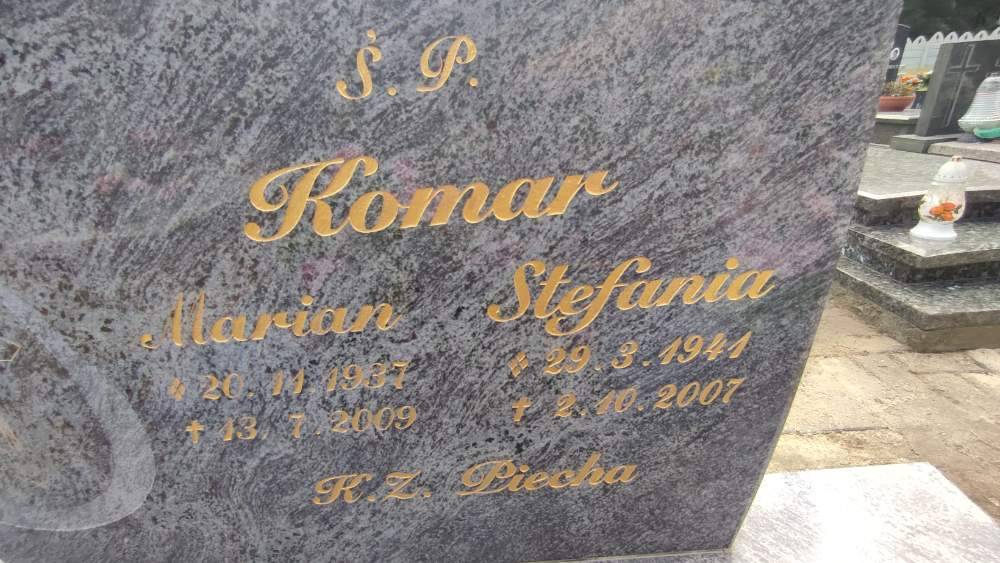 Ś. P.
Komar
Marian
20. 11. 1937
✝ 13. 7. 2009
Stefania
29. 3. 1941
✝ 2. 10. 2007
K. Z. Piecha